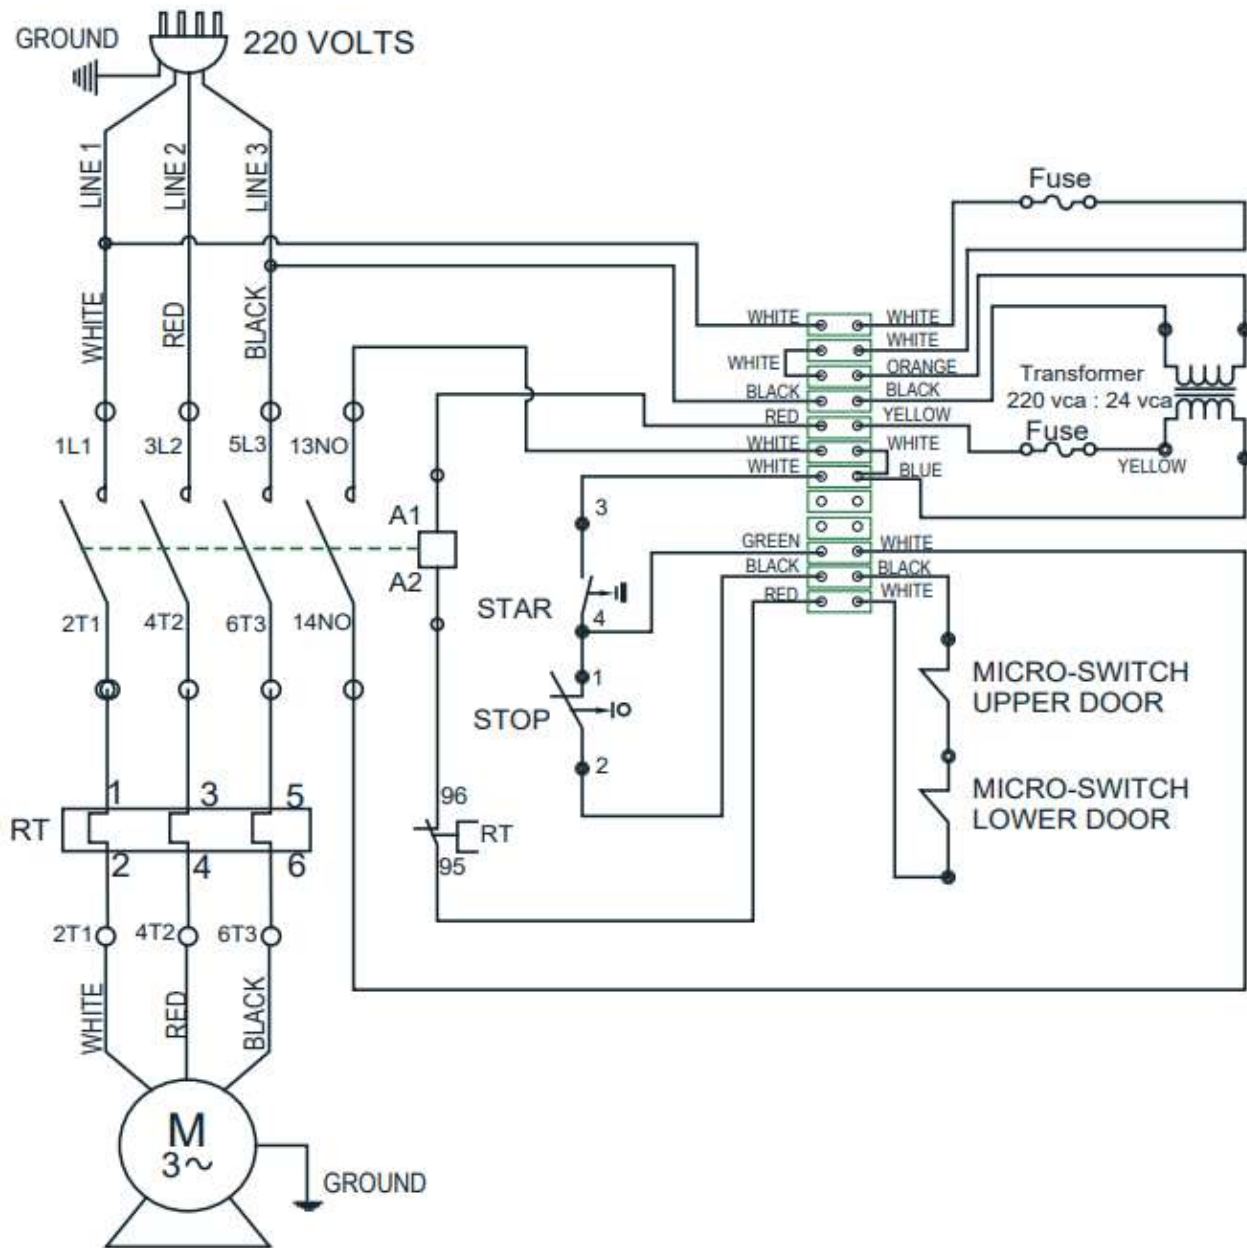 GROUND
220 VOLTS
LINE 1
LINE 2
LINE 3
WHITE
RED
BLACK
1L1
3L2
5L3
13NO
2T1
4T2
6T3
14NO
A1
A2
RT
1
3
5
2
4
6
2T1
4T2
6T3
WHITE
RED
BLACK
M
3~
GROUND
96
RT
95
3
STAR
4
1
STOP
2
WHITE
WHITE
BLACK
RED
WHITE
WHITE
GREEN
BLACK
RED
WHITE
WHITE
ORANGE
BLACK
YELLOW
WHITE
BLUE
WHITE
BLACK
WHITE
Fuse
Transformer
220 vca : 24 vca
Fuse
YELLOW
MICRO-SWITCH
UPPER DOOR
MICRO-SWITCH
LOWER DOOR